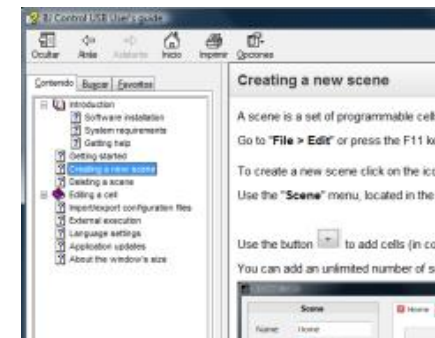 BJ Control USB User's guide
Ocultar Atrás Adelante Inicio Imprimir Opciones
Contenido Buscar Favoritos
Introduction
Software installation
System requirements
Getting help
Getting started
Creating a new scene
Deleting a scene
Editing a cell
Import/export configuration files
External execution
Language settings
Application updates
About the window's size
Creating a new scene
A scene is a set of programmable cell
Go to "File > Edit" or press the F11 k
To create a new scene click on the ico
Use the "Scene" menu, located in the
Use the button to add cells (in co
You can add an unlimited number of s
Scene
Name Home
Home